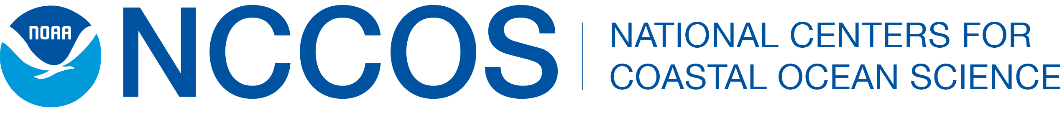 NOAA
NCCOS
NATIONAL CENTERS FOR
COASTAL OCEAN SCIENCE